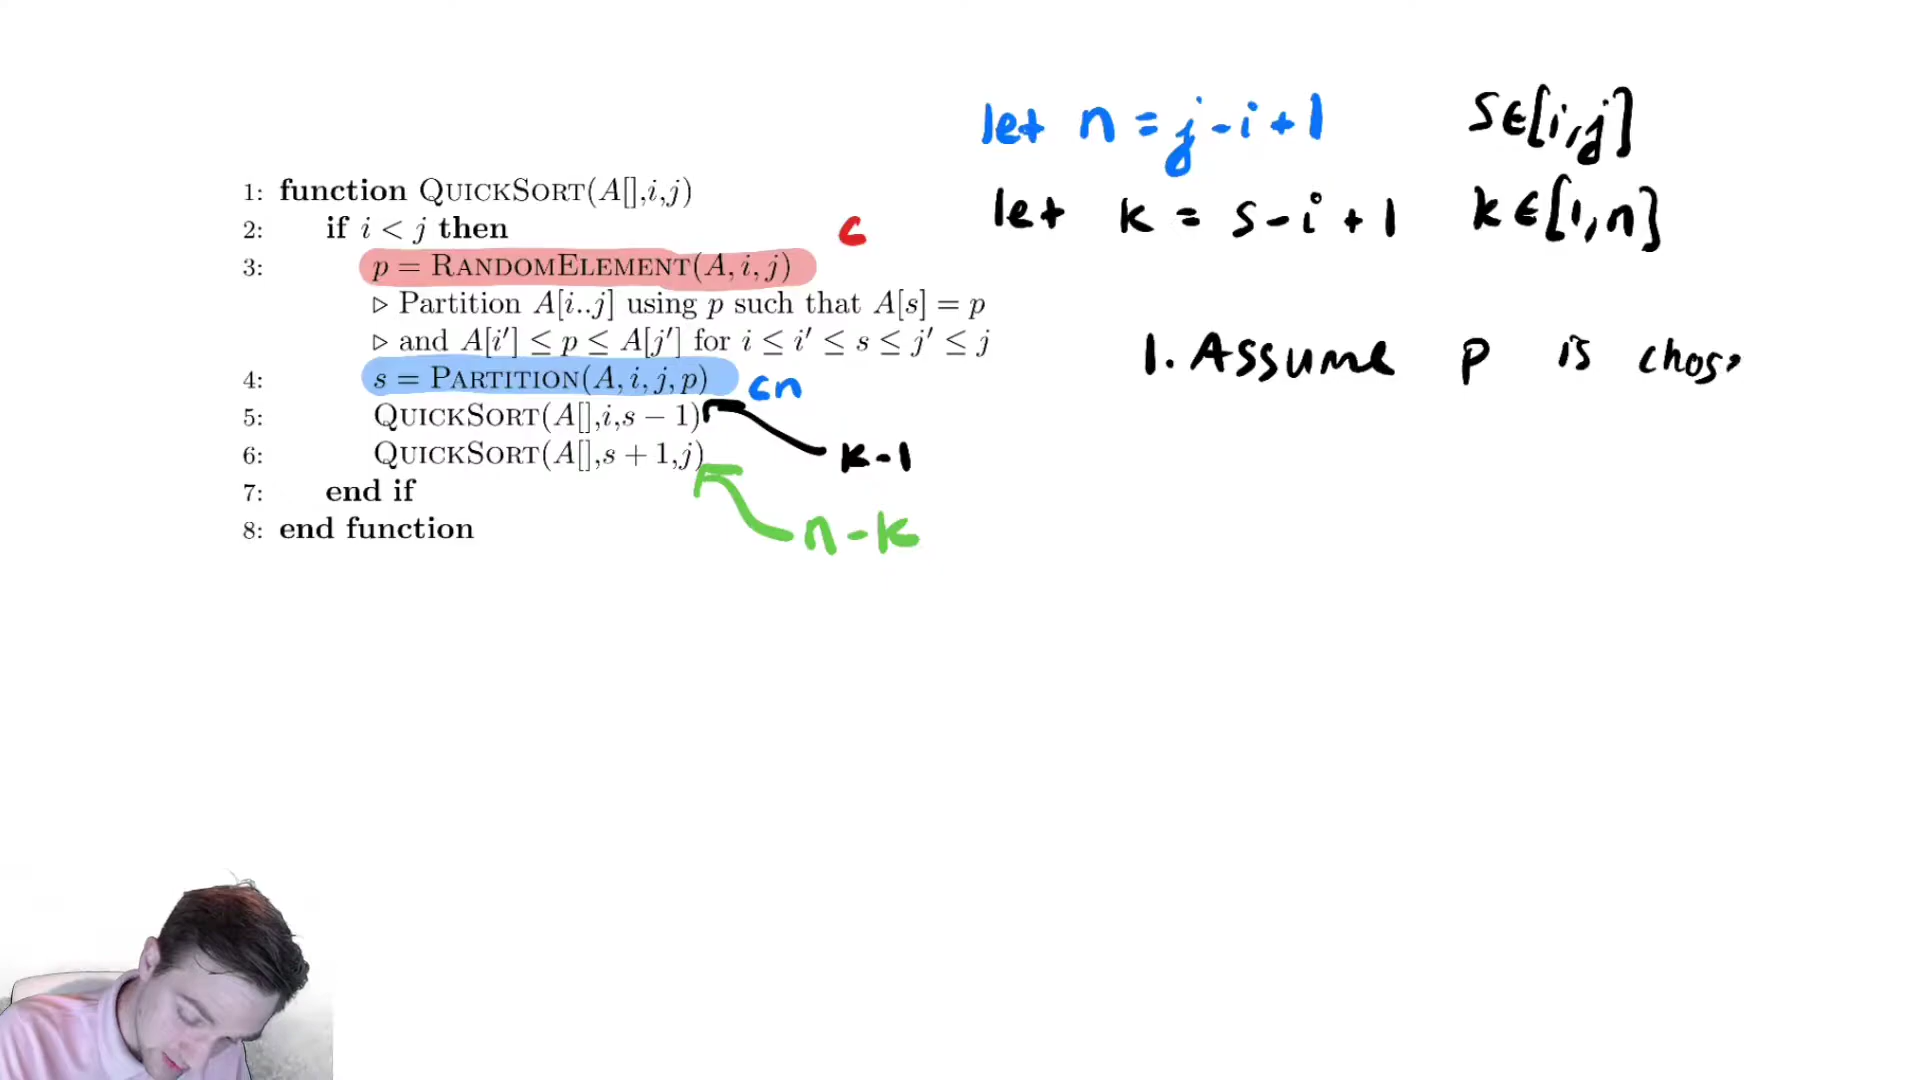 let n = j - i + 1
s ∈ [i, j]
let k = s - i + 1
k ∈ [1, n]
1: function QUICKSORT(A[],i,j)
2: if i < j then
c
3: p = RANDOMELEMENT(A, i, j)
▷ Partition A[i..j] using p such that A[s] = p
▷ and A[i′] ≤ p ≤ A[j′] for i ≤ i′ ≤ s ≤ j′ ≤ j
4: s = PARTITION(A, i, j, p)
cn
5: QUICKSORT(A[],i,s − 1)
k-1
6: QUICKSORT(A[],s + 1,j)
n-k
7: end if
8: end function
1. Assume p is chos